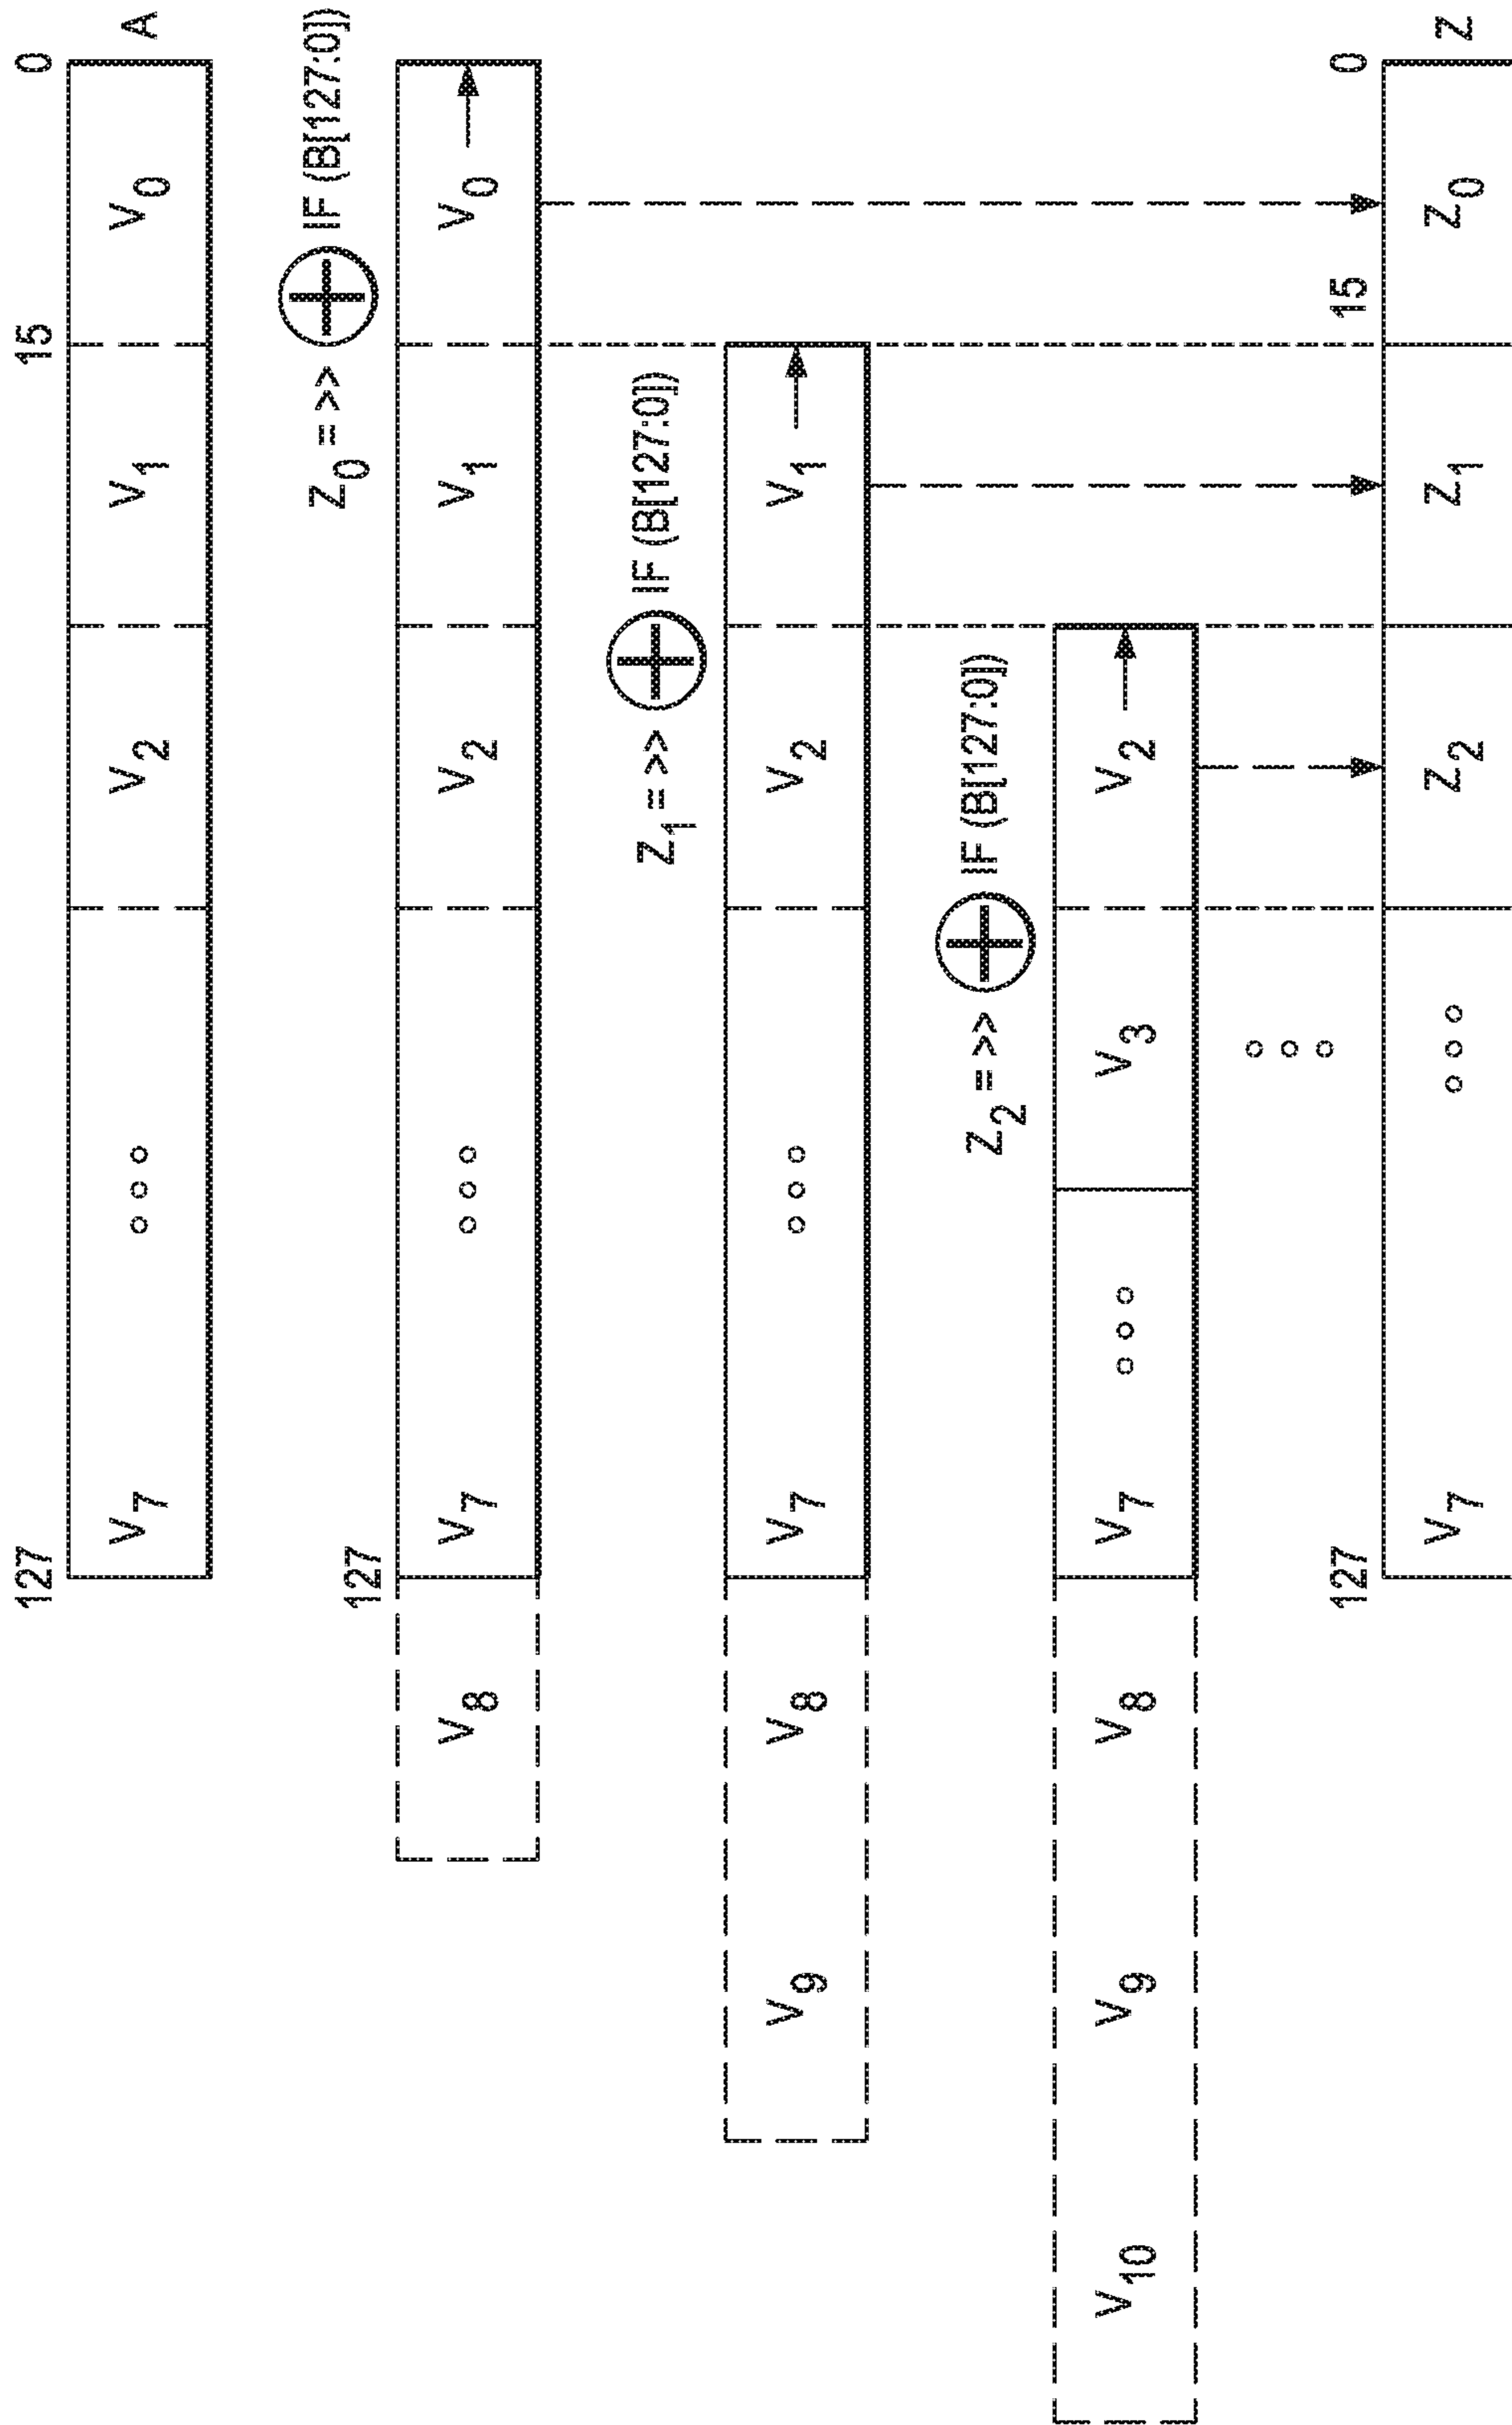 127 15 0
V7 ∘∘∘ V2 V1 V0 A
Z0 = >> ⊕ IF (B[127:0])
127
V8 V7 ∘∘∘ V2 V1 V0
Z1 = >> ⊕ IF (B[127:0])
V9 V8 V7 ∘∘∘ V2 V1
Z2 = >> ⊕ IF (B[127:0])
V10 V9 V8 V7 ∘∘∘ V3 V2
127 15 0
V7 ∘∘∘ Z2 Z1 Z0 Z